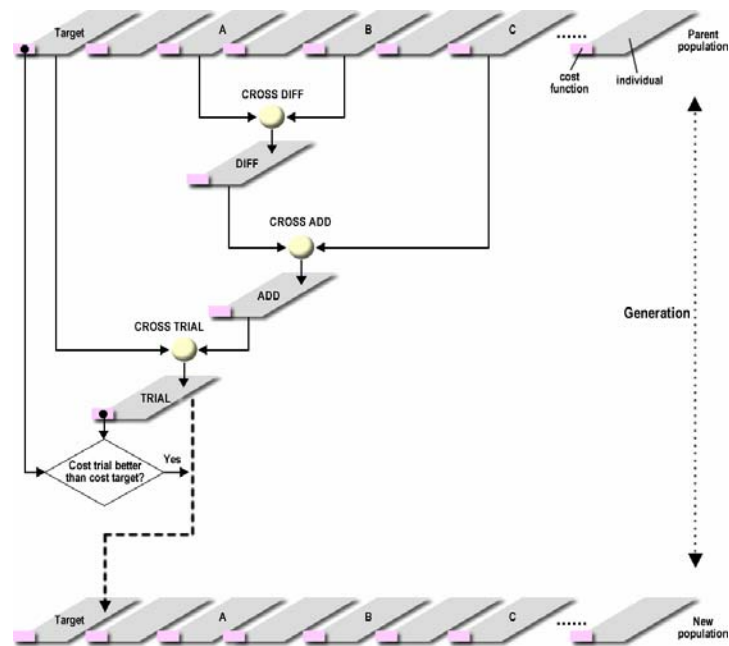 Target A B C ...... Parent
population
cost
function
individual
CROSS DIFF
DIFF
CROSS ADD
ADD
Generation
CROSS TRIAL
TRIAL
Cost trial better
than cost target?
Yes
Target A B C ...... New
population